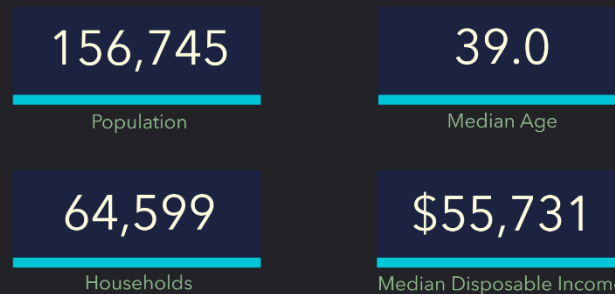 156,745
39.0
Population
Median Age
64,599
$55,731
Households
Median Disposable Incom